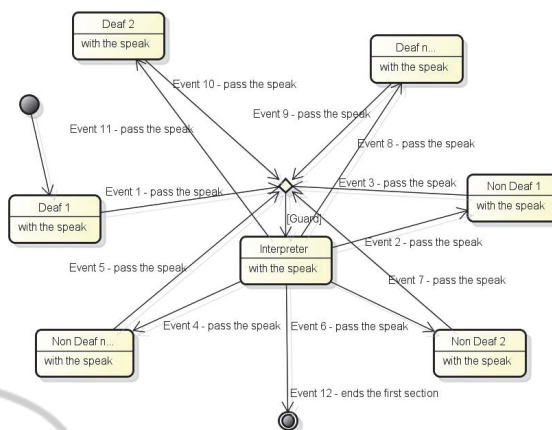 Deaf 2
with the speak
Deaf n...
with the speak
Event 10 - pass the speak
Event 9 - pass the speak
Event 11 - pass the speak
Event 8 - pass the speak
Event 1 - pass the speak
Event 3 - pass the speak
Non Deaf 1
with the speak
Deaf 1
with the speak
[Guard]
Interpreter
with the speak
Event 2 - pass the speak
Event 5 - pass the speak
Event 7 - pass the speak
Event 4 - pass the speak
Event 6 - pass the speak
Non Deaf n...
with the speak
Non Deaf 2
with the speak
Event 12 - ends the first section